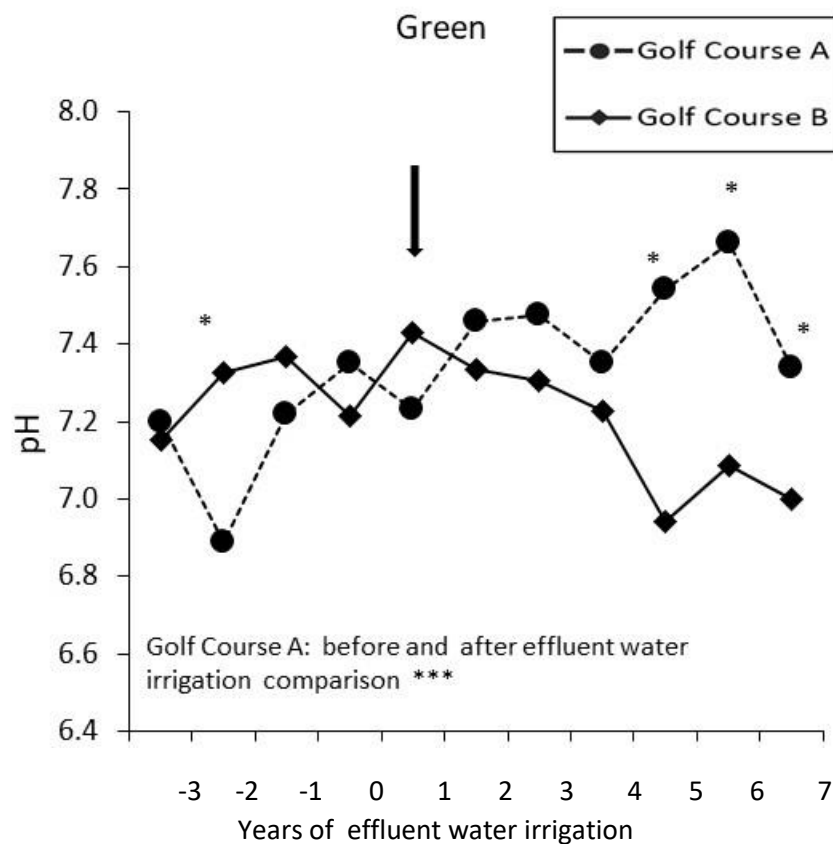 Green
Golf Course A
Golf Course B
8.0
*
7.8
7.6
*
*
7.4
*
7.2
7.0
6.8
6.6
6.4
pH
Golf Course A: before and after effluent water
irrigation comparison ***
-3 -2 -1 0 1 2 3 4 5 6 7
Years of effluent water irrigation